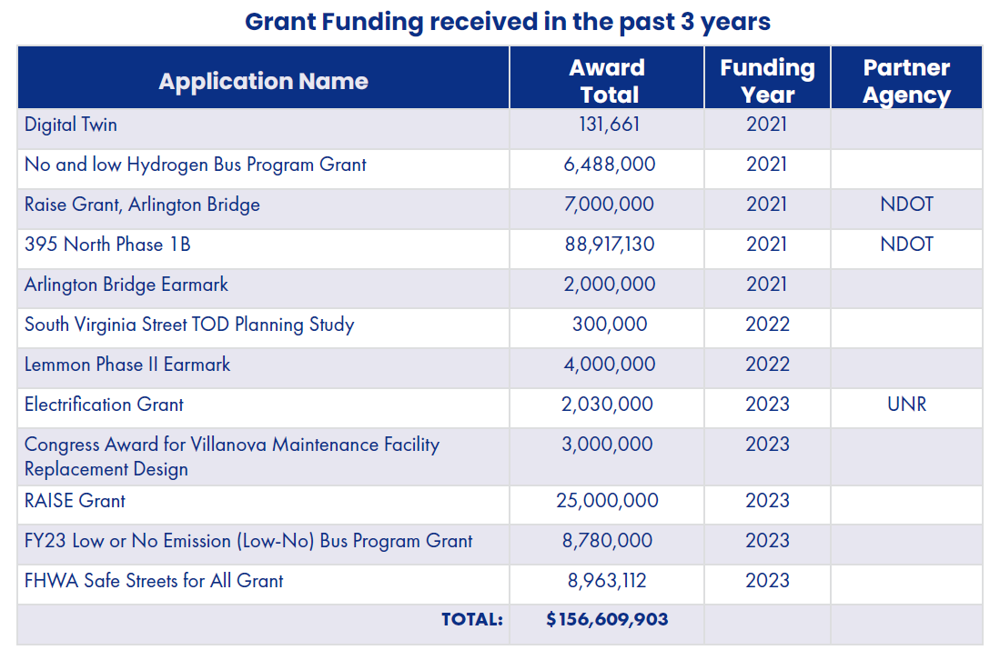 Grant Funding received in the past 3 years
Application Name Award Total Funding Year Partner Agency
Digital Twin 131,661 2021
No and low Hydrogen Bus Program Grant 6,488,000 2021
Raise Grant, Arlington Bridge 7,000,000 2021 NDOT
395 North Phase 1B 88,917,130 2021 NDOT
Arlington Bridge Earmark 2,000,000 2021
South Virginia Street TOD Planning Study 300,000 2022
Lemmon Phase II Earmark 4,000,000 2022
Electrification Grant 2,030,000 2023 UNR
Congress Award for Villanova Maintenance Facility 3,000,000 2023
Replacement Design
RAISE Grant 25,000,000 2023
FY23 Low or No Emission (Low-No) Bus Program Grant 8,780,000 2023
FHWA Safe Streets for All Grant 8,963,112 2023
TOTAL: $156,609,903